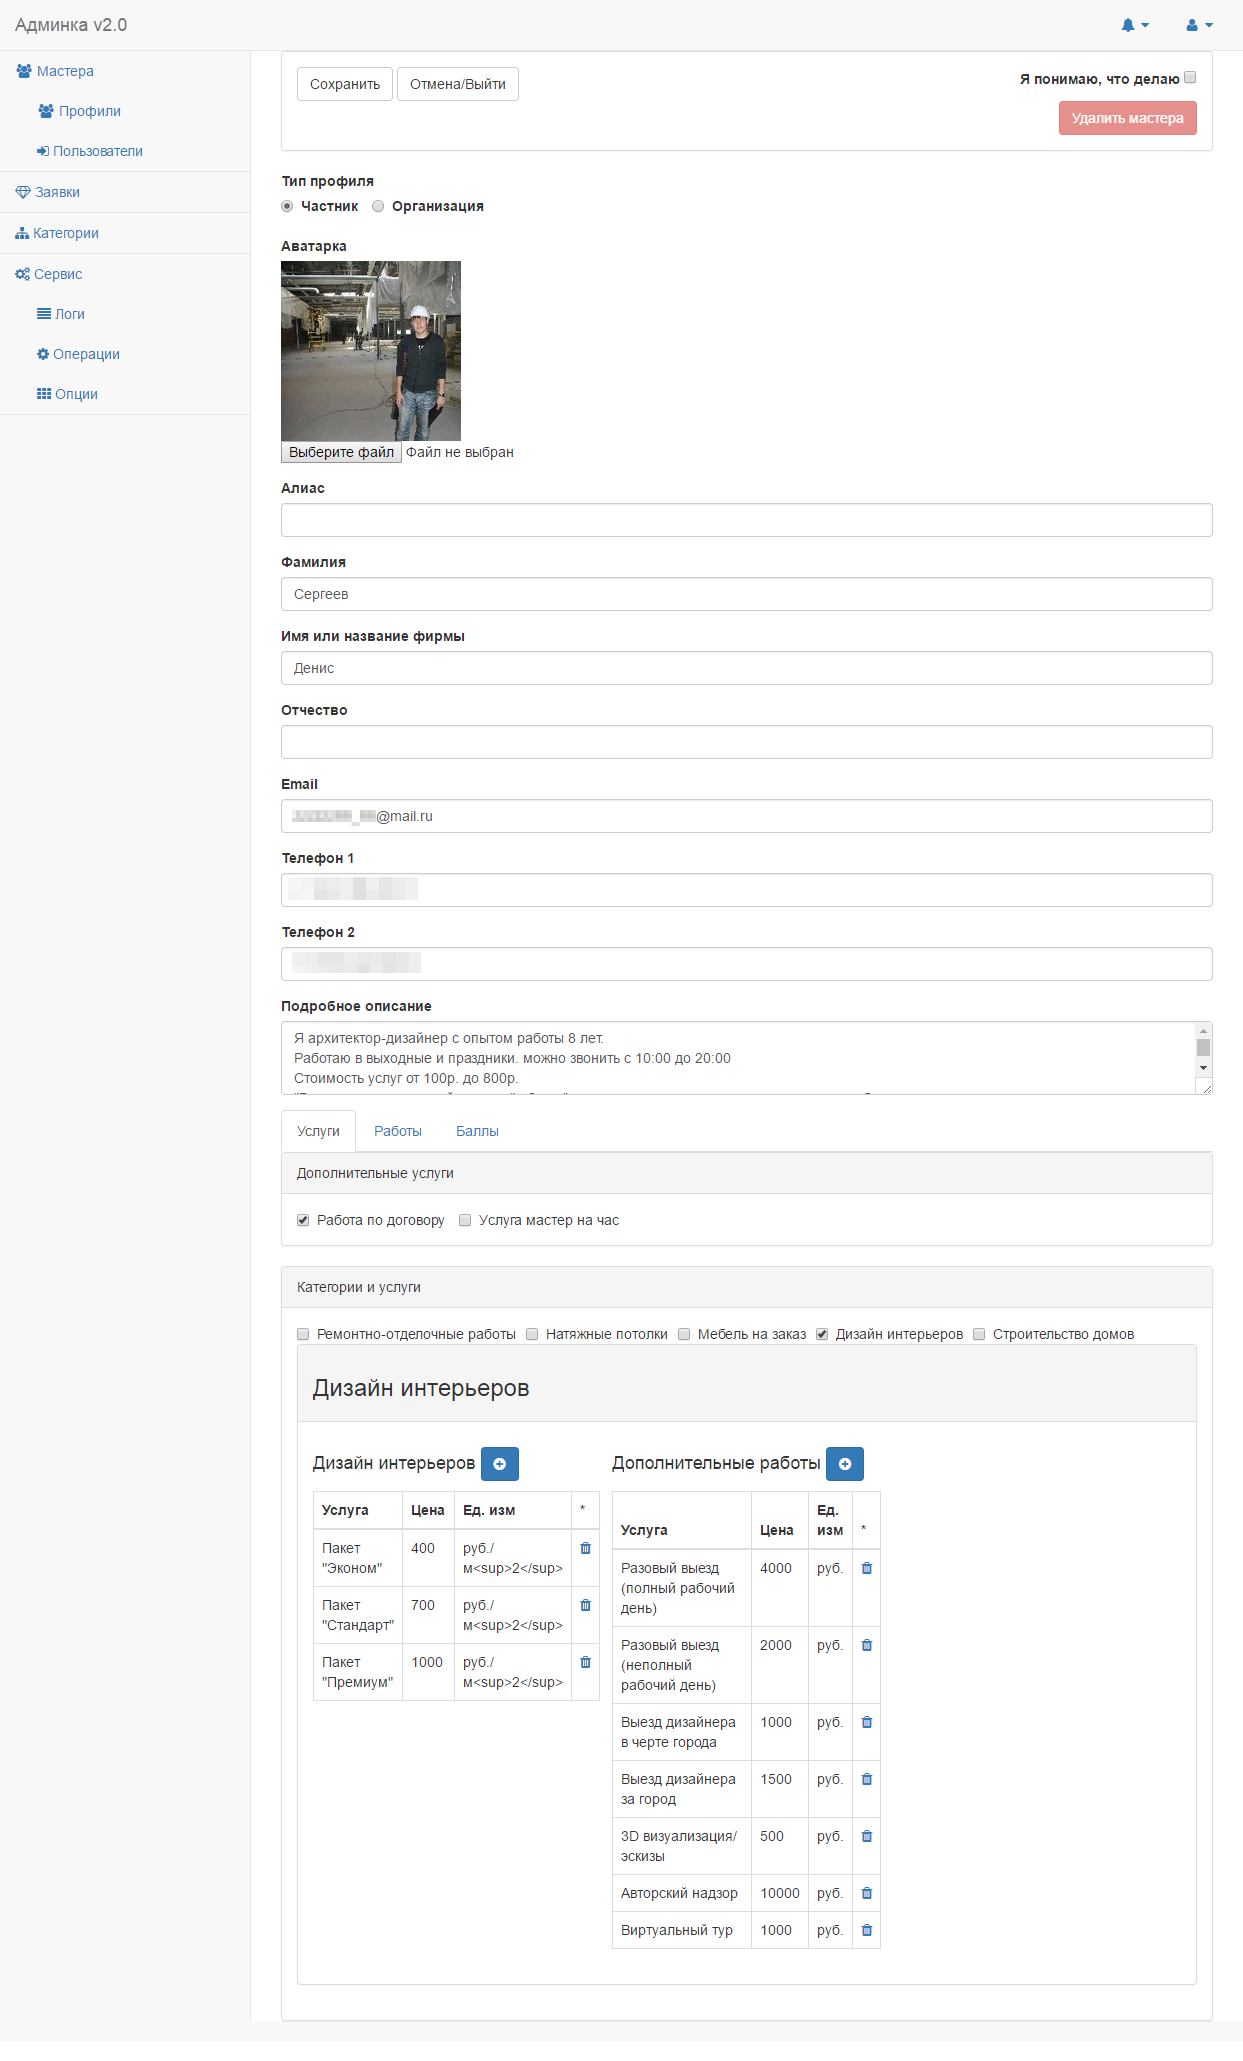 Админка v2.0
Мастера
Профили
Пользователи
Заявки
Категории
Сервис
Логи
Операции
Опции
Сохранить
Отмена/Выйти
Я понимаю, что делаю
Удалить мастера
Тип профиля
Частник Организация
Аватарка
Выберите файл Файл не выбран
Алиас
Фамилия
Сергеев
Имя или название фирмы
Денис
Отчество
Email
@mail.ru
Телефон 1
Телефон 2
Подробное описание
Я архитектор-дизайнер с опытом работы 8 лет.
Работаю в выходные и праздники. можно звонить с 10:00 до 20:00
Стоимость услуг от 100р. до 800р.
Услуги Работы Баллы
Дополнительные услуги
Работа по договору Услуга мастер на час
Категории и услуги
Ремонтно-отделочные работы Натяжные потолки Мебель на заказ Дизайн интерьеров Строительство домов
Дизайн интерьеров
Дизайн интерьеров
Услуга Цена Ед. изм *
Пакет 400 руб./
"Эконом" м<sup>2</sup>
Пакет 700 руб./
"Стандарт" м<sup>2</sup>
Пакет 1000 руб./
"Премиум" м<sup>2</sup>
Дополнительные работы
Ед.
Услуга Цена изм *
Разовый выезд 4000 руб.
(полный рабочий
день)
Разовый выезд 2000 руб.
(неполный
рабочий день)
Выезд дизайнера 1000 руб.
в черте города
Выезд дизайнера 1500 руб.
за город
3D визуализация/ 500 руб.
эскизы
Авторский надзор 10000 руб.
Виртуальный тур 1000 руб.